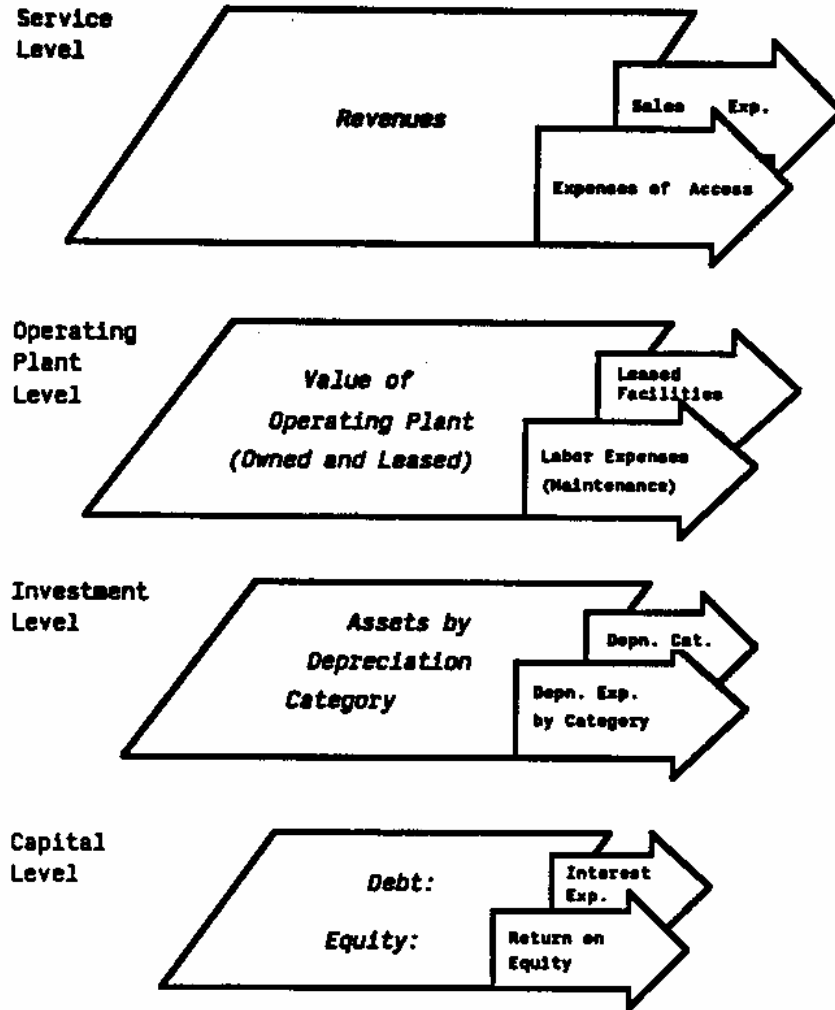 Service
Level
Revenues
Sales Exp.
Expenses of Access
Operating
Plant
Level
Value of
Operating Plant
(Owned and Leased)
Leased
Facilities
Labor Expenses
(Maintenance)
Investment
Level
Assets by
Depreciation
Category
Depn. Cat.
Depn. Exp.
by Category
Capital
Level
Debt:
Equity:
Interest
Exp.
Return on
Equity